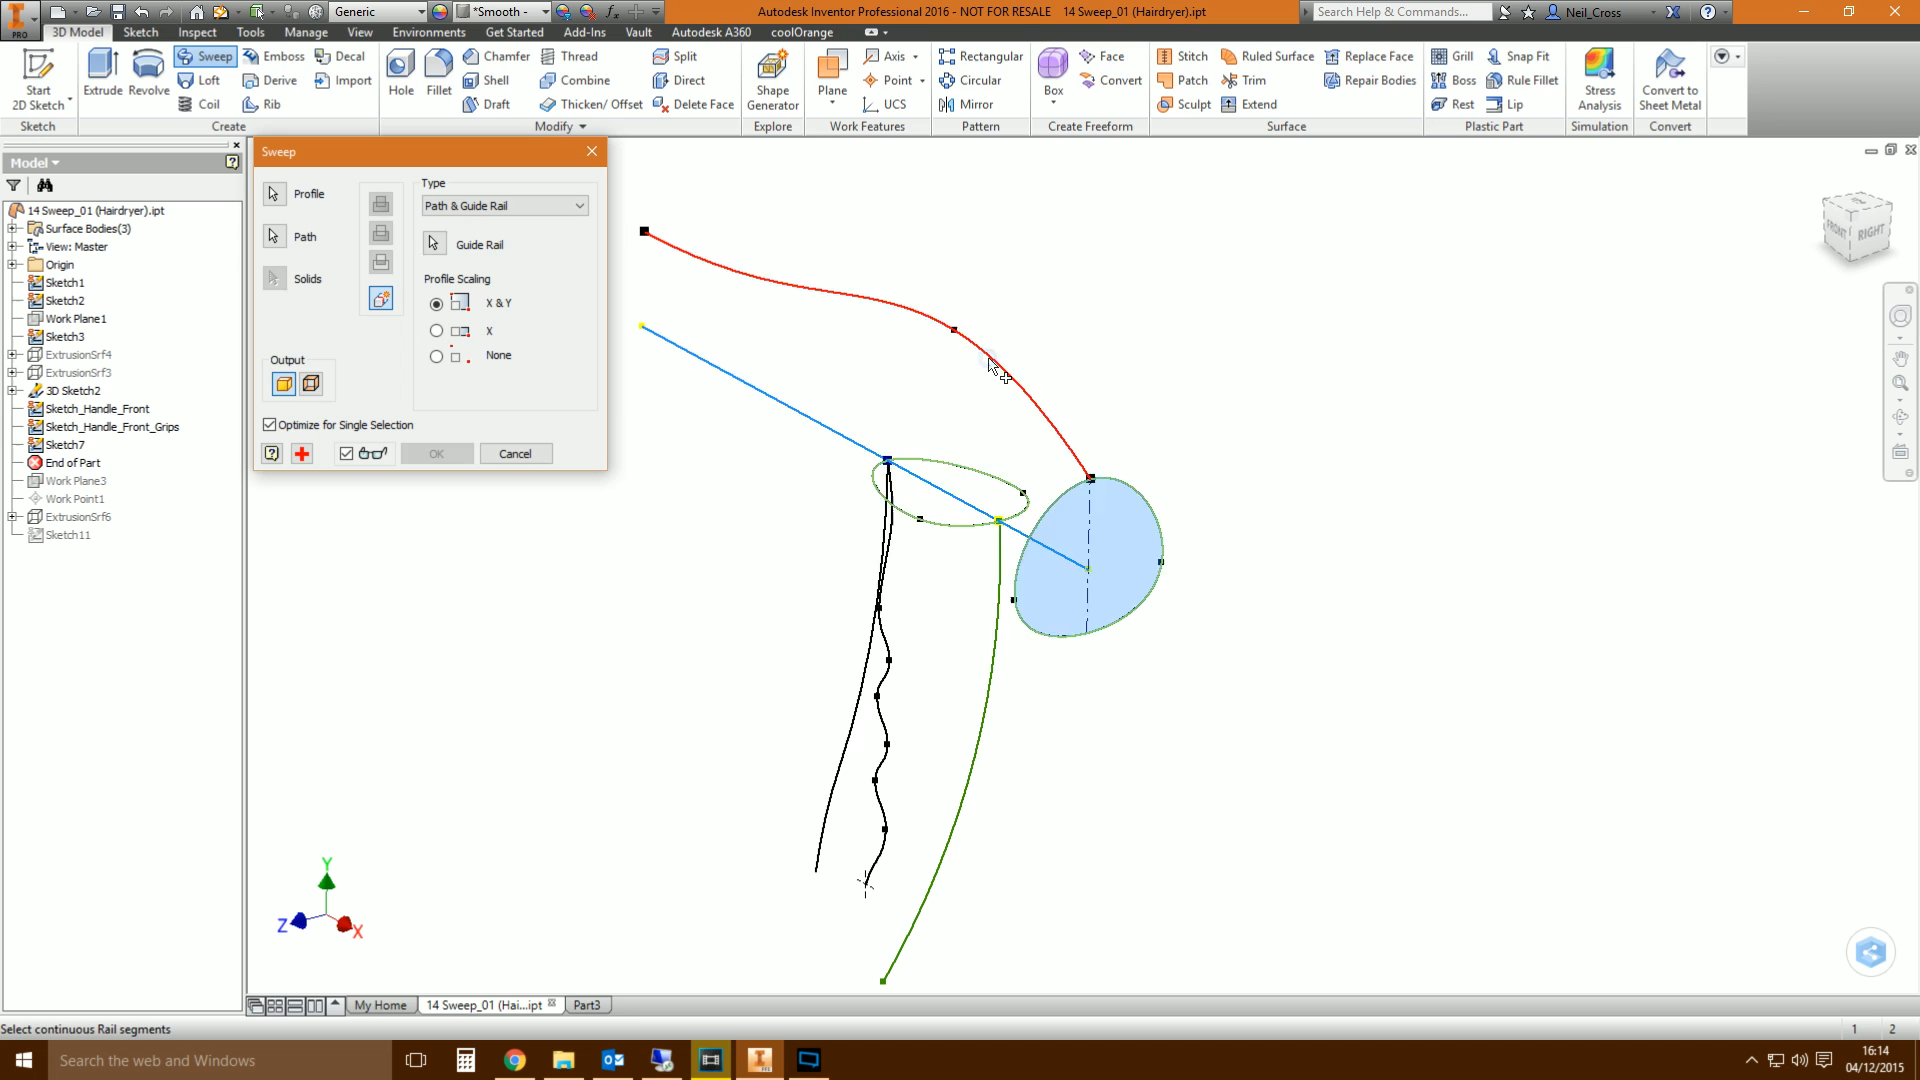 Generic
*Smooth -
Autodesk Inventor Professional 2016 - NOT FOR RESALE 14 Sweep_01 (Hairdryer).ipt
Search Help & Commands...
Neil_Cross
PRO
3D Model
Sketch
Inspect
Tools
Manage
View
Environments
Get Started
Add-Ins
Vault
Autodesk A360
coolOrange
Start
2D Sketch
Sketch
Extrude
Revolve
Sweep
Loft
Coil
Emboss
Derive
Rib
Decal
Import
Create
Hole
Fillet
Chamfer
Shell
Draft
Thread
Combine
Thicken/ Offset
Split
Direct
Delete Face
Modify
Shape
Generator
Explore
Plane
Axis
Point
UCS
Work Features
Rectangular
Circular
Mirror
Pattern
Box
Face
Convert
Create Freeform
Stitch
Patch
Sculpt
Ruled Surface
Trim
Extend
Replace Face
Repair Bodies
Surface
Grill
Boss
Rest
Snap Fit
Rule Fillet
Lip
Plastic Part
Stress
Analysis
Simulation
Convert to
Sheet Metal
Convert
Model
14 Sweep_01 (Hairdryer).ipt
Surface Bodies(3)
View: Master
Origin
Sketch1
Sketch2
Work Plane1
Sketch3
ExtrusionSrf4
ExtrusionSrf3
3D Sketch2
Sketch_Handle_Front
Sketch_Handle_Front_Grips
Sketch7
End of Part
Work Plane3
Work Point1
ExtrusionSrf6
Sketch11
Sweep
Profile
Path
Solids
Output
Type
Path & Guide Rail
Guide Rail
Profile Scaling
X & Y
X
None
Optimize for Single Selection
OK
Cancel
FRONT
RIGHT
Y
Z
X
My Home
14 Sweep_01 (Hai...ipt
Part3
Select continuous Rail segments
1
2
Search the web and Windows
16:14
04/12/2015